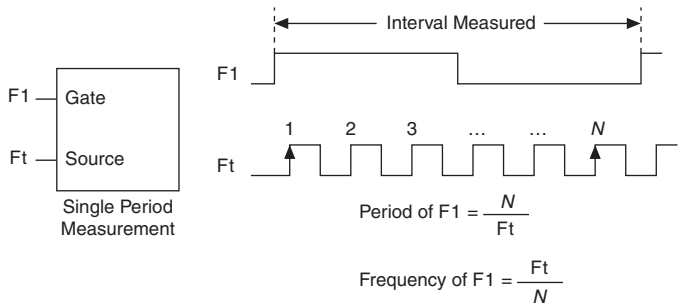 Interval Measured
F1
F1 Gate
1 2 3 … … N
Ft Source
Ft
Single Period
Measurement
Period of F1 = N
Ft
Frequency of F1 = Ft
N